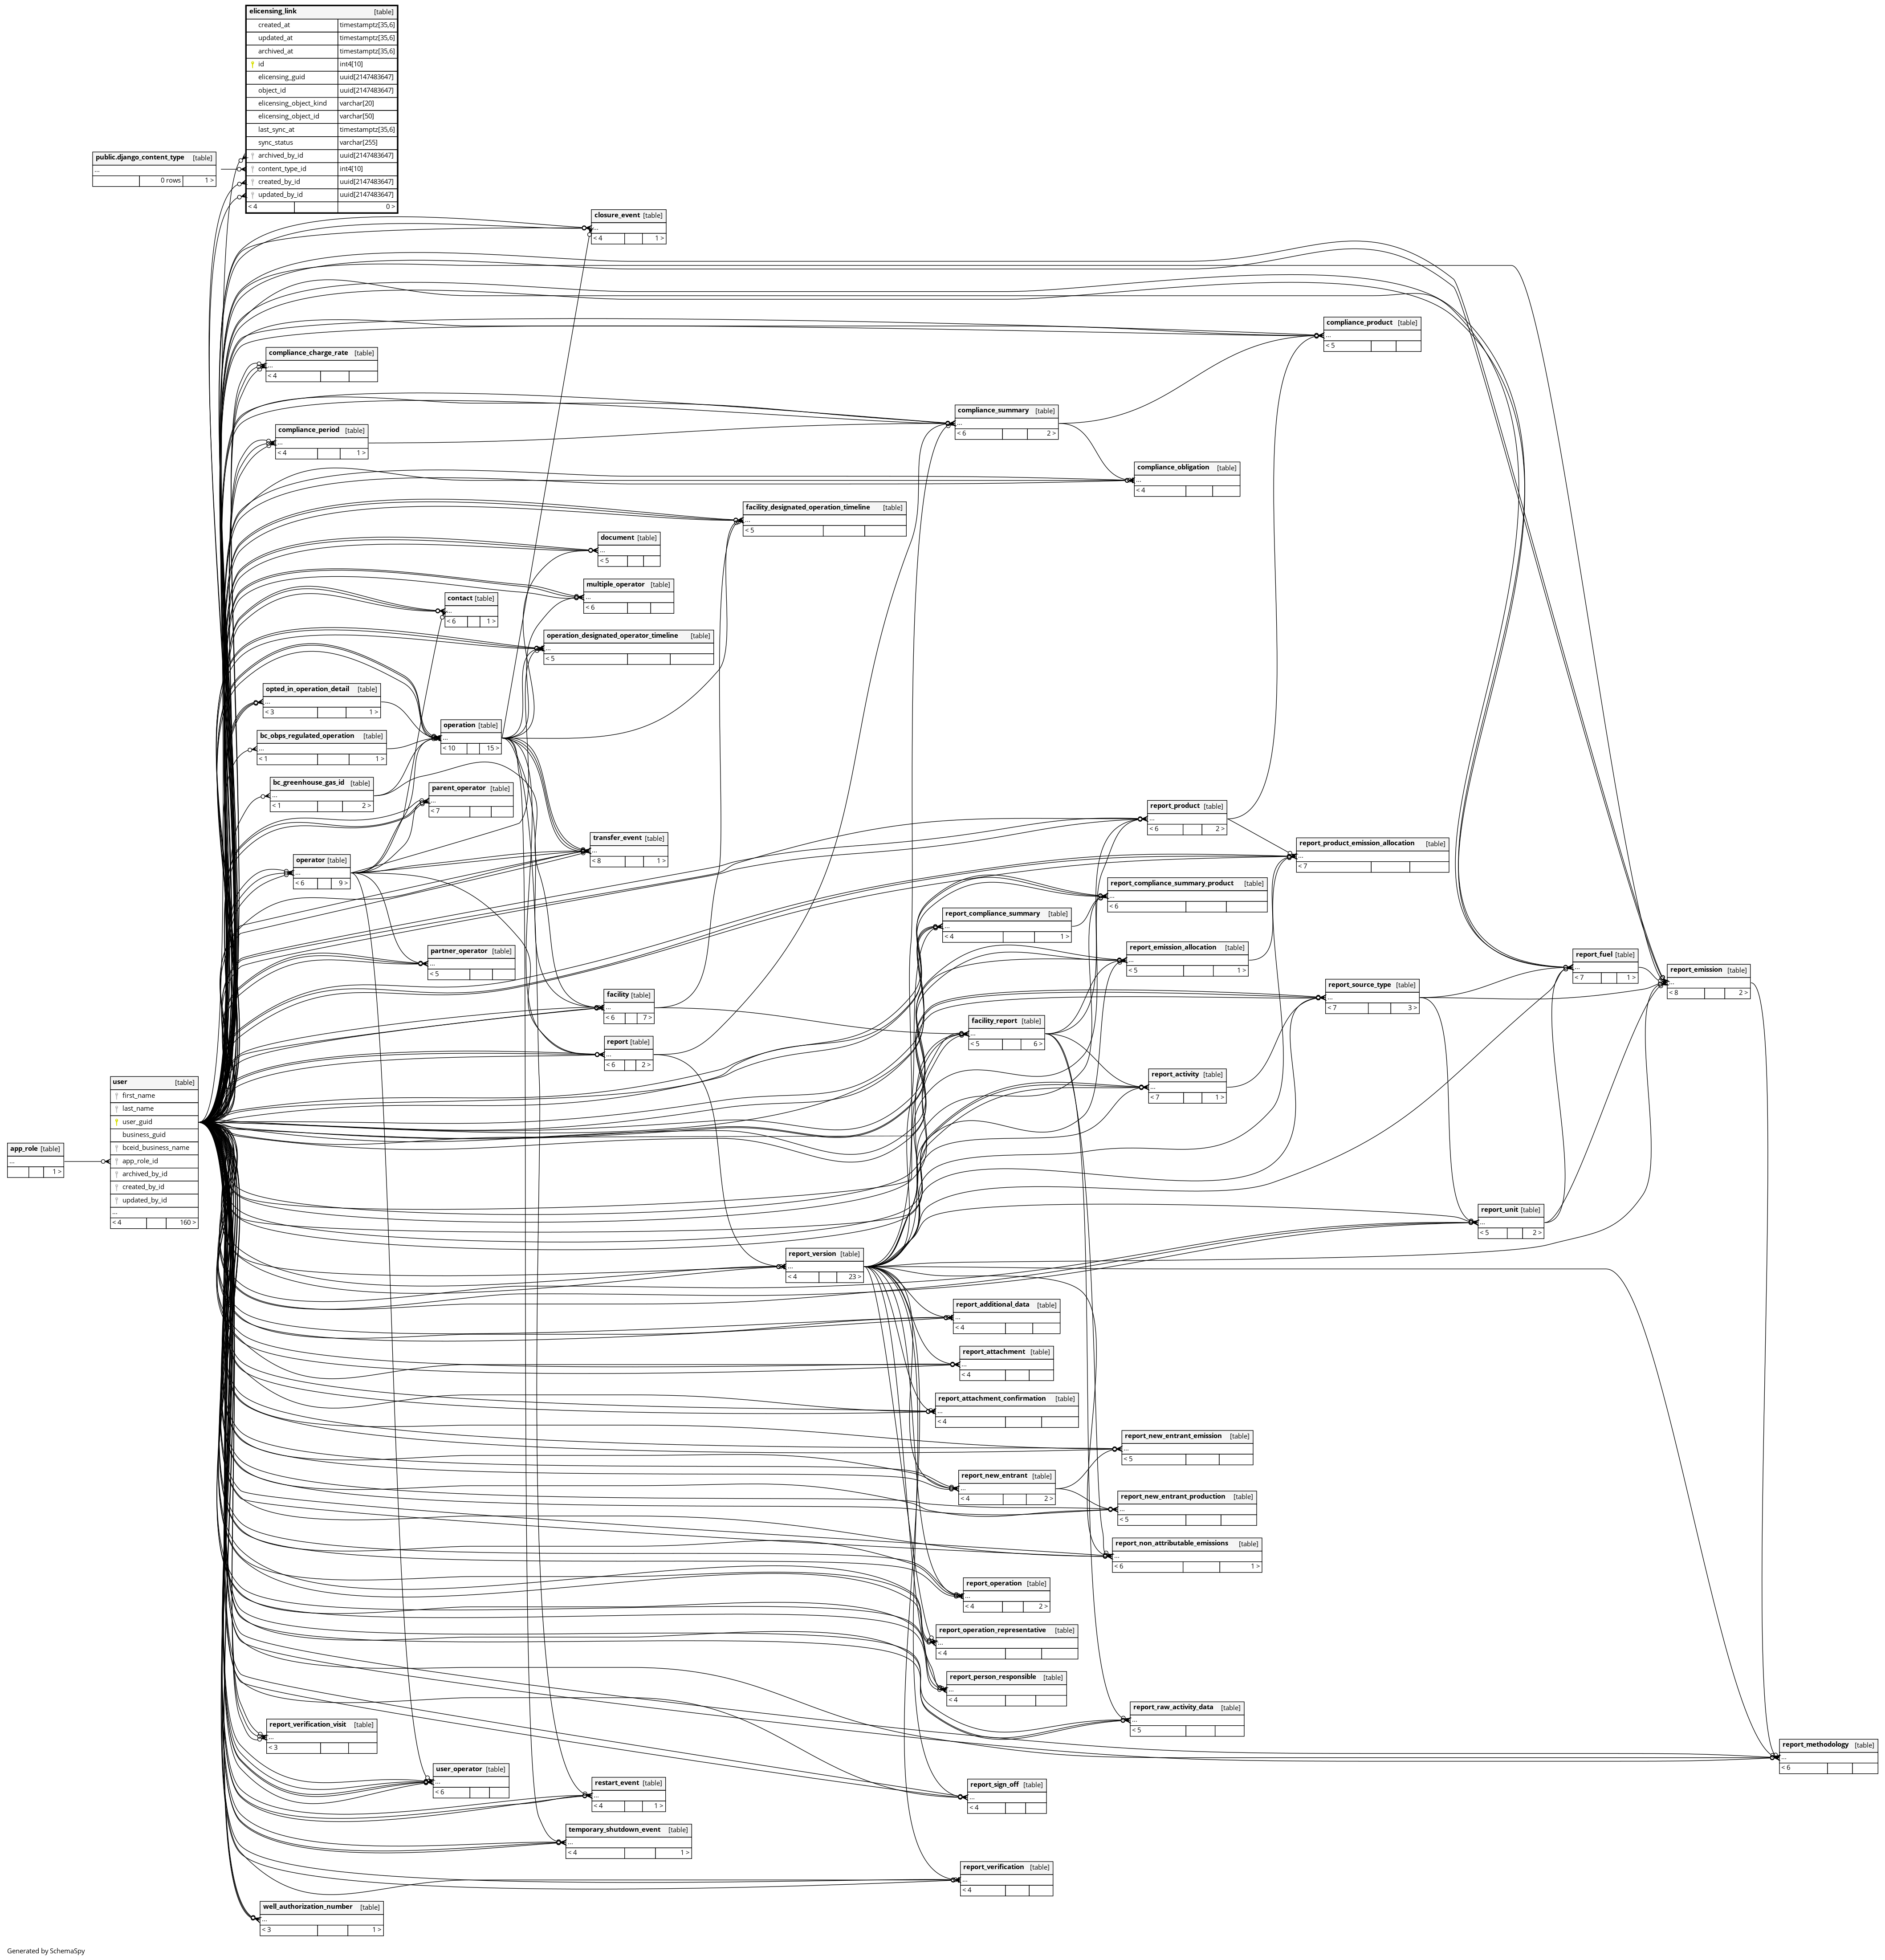 elicensing_link [table]
created_at timestamptz[35,6]
updated_at timestamptz[35,6]
archived_at timestamptz[35,6]
id int4[10]
elicensing_guid uuid[2147483647]
object_id uuid[2147483647]
elicensing_object_kind varchar[20]
elicensing_object_id varchar[50]
last_sync_at timestamptz[35,6]
sync_status varchar[255]
archived_by_id uuid[2147483647]
content_type_id int4[10]
created_by_id uuid[2147483647]
updated_by_id uuid[2147483647]
< 4 0 >
public.django_content_type [table]
...
0 rows 1 >
closure_event [table]
...
< 4 1 >
compliance_product [table]
...
< 5
compliance_charge_rate [table]
...
< 4
compliance_summary [table]
...
< 6 2 >
compliance_period [table]
...
< 4 1 >
compliance_obligation [table]
...
< 4
facility_designated_operation_timeline [table]
...
< 5
document [table]
...
< 5
multiple_operator [table]
...
< 6
contact [table]
...
< 6 1 >
operation_designated_operator_timeline [table]
...
< 5
opted_in_operation_detail [table]
...
< 3 1 >
operation [table]
...
< 10 15 >
bc_obps_regulated_operation [table]
...
< 1 1 >
bc_greenhouse_gas_id [table]
...
< 1 2 >
parent_operator [table]
...
< 7
report_product [table]
...
< 6 2 >
transfer_event [table]
...
< 8 1 >
report_product_emission_allocation [table]
...
< 7
operator [table]
...
< 6 9 >
report_compliance_summary_product [table]
...
< 6
report_compliance_summary [table]
...
< 4 1 >
partner_operator [table]
...
< 5
report_emission_allocation [table]
...
< 5 1 >
report_fuel [table]
...
< 7 1 >
report_emission [table]
...
< 8 2 >
report_source_type [table]
...
< 7 3 >
facility [table]
...
< 6 7 >
facility_report [table]
...
< 5 6 >
report [table]
...
< 6 2 >
report_activity [table]
...
< 7 1 >
user [table]
first_name
last_name
user_guid
business_guid
bceid_business_name
app_role_id
archived_by_id
created_by_id
updated_by_id
...
< 4 160 >
app_role [table]
...
1 >
report_unit [table]
...
< 5 2 >
report_version [table]
...
< 4 23 >
report_additional_data [table]
...
< 4
report_attachment [table]
...
< 4
report_attachment_confirmation [table]
...
< 4
report_new_entrant_emission [table]
...
< 5
report_new_entrant [table]
...
< 4 2 >
report_new_entrant_production [table]
...
< 5
report_non_attributable_emissions [table]
...
< 6 1 >
report_operation [table]
...
< 4 2 >
report_operation_representative [table]
...
< 4
report_person_responsible [table]
...
< 4
report_raw_activity_data [table]
...
< 5
report_verification_visit [table]
...
< 3
report_methodology [table]
...
< 6
user_operator [table]
...
< 6
restart_event [table]
...
< 4 1 >
report_sign_off [table]
...
< 4
temporary_shutdown_event [table]
...
< 4 1 >
report_verification [table]
...
< 4
well_authorization_number [table]
...
< 3 1 >
Generated by SchemaSpy